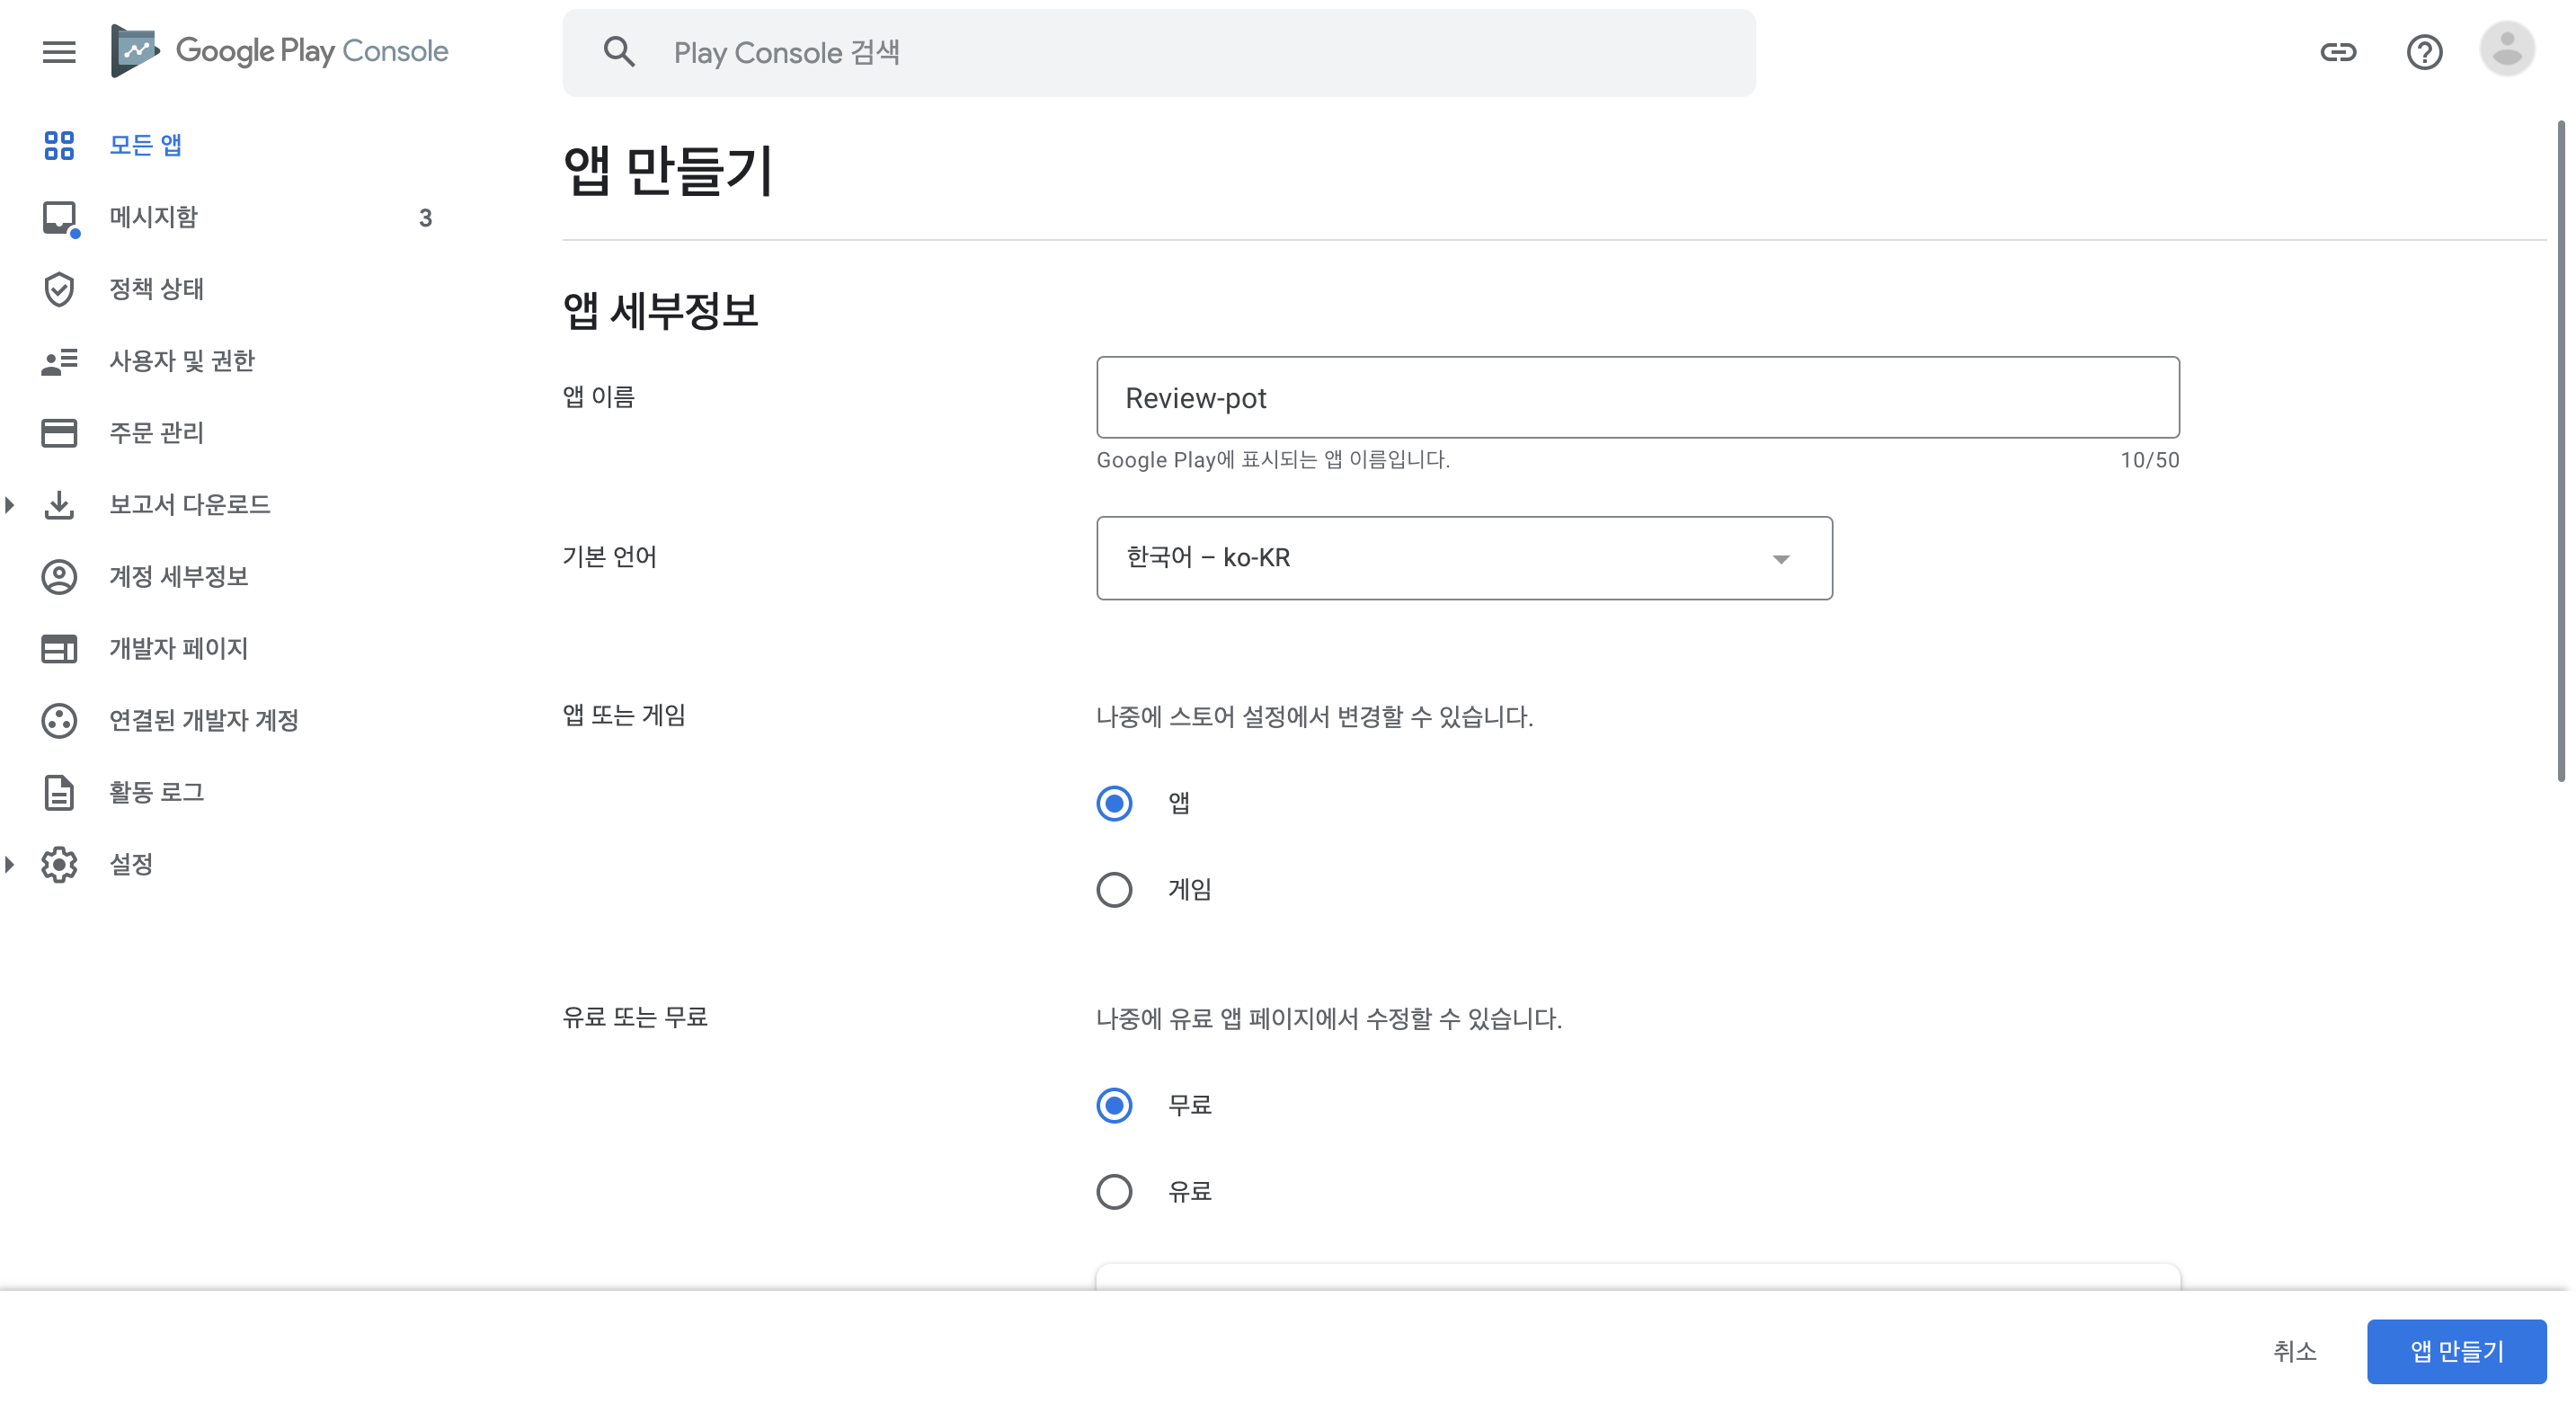 Google Play Console
Play Console 검색
모든 앱
메시지함 3
정책 상태
사용자 및 권한
주문 관리
보고서 다운로드
계정 세부정보
개발자 페이지
연결된 개발자 계정
활동 로그
설정
앱 만들기
앱 세부정보
앱 이름
Review-pot
Google Play에 표시되는 앱 이름입니다. 10/50
기본 언어
한국어 – ko-KR
앱 또는 게임
나중에 스토어 설정에서 변경할 수 있습니다.
앱
게임
유료 또는 무료
나중에 유료 앱 페이지에서 수정할 수 있습니다.
무료
유료
취소
앱 만들기